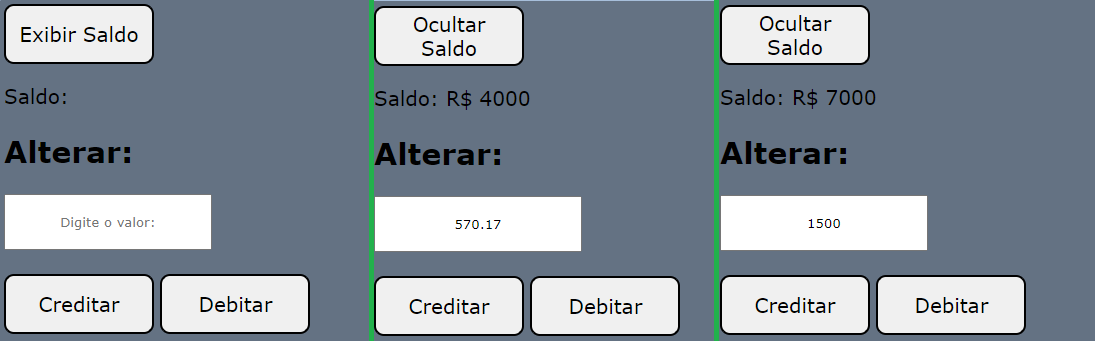 Exibir Saldo
Saldo:
Alterar:
Digite o valor:
Creditar
Debitar
Ocultar
Saldo
Saldo: R$ 4000
Alterar:
570.17
Creditar
Debitar
Ocultar
Saldo
Saldo: R$ 7000
Alterar:
1500
Creditar
Debitar